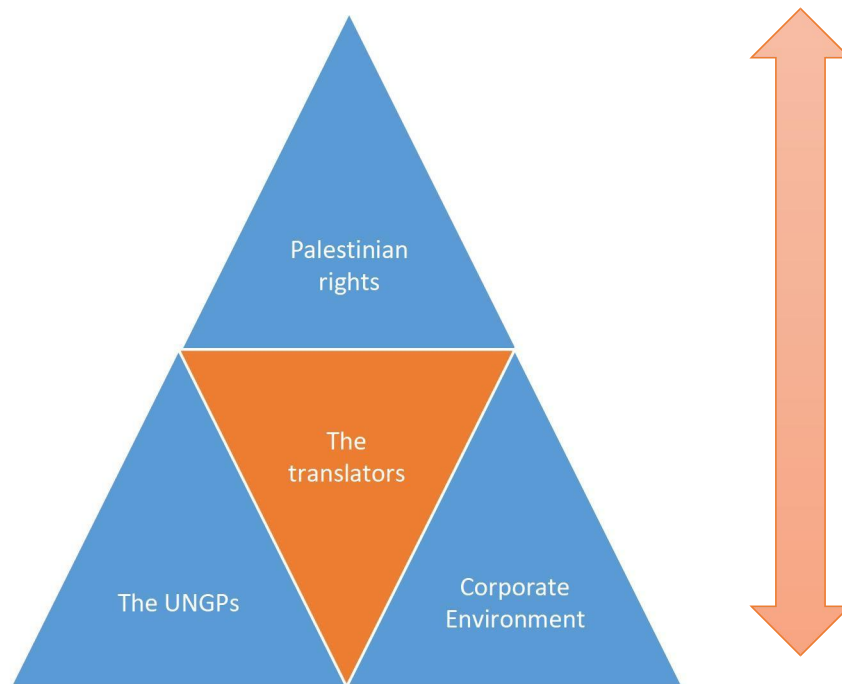 Palestinian
rights
The
translators
The UNGPs
Corporate
Environment